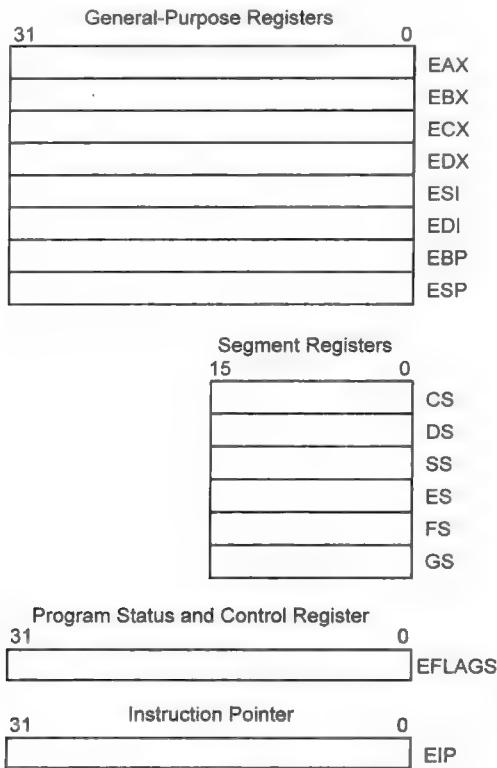 General-Purpose Registers
31 0
EAX
EBX
ECX
EDX
ESI
EDI
EBP
ESP
Segment Registers
15 0
CS
DS
SS
ES
FS
GS
Program Status and Control Register
31 0
EFLAGS
31 Instruction Pointer 0
EIP